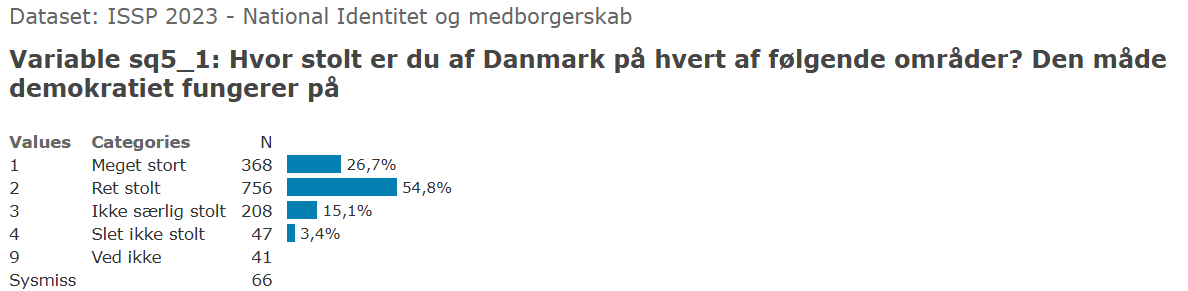 Dataset: ISSP 2023 - National Identitet og medborgerskab
Variable sq5_1: Hvor stolt er du af Danmark på hvert af følgende områder? Den måde
demokratiet fungerer på
Values Categories N
1 Meget stort 368 26,7%
2 Ret stolt 756 54,8%
3 Ikke særlig stolt 208 15,1%
4 Slet ikke stolt 47 3,4%
9 Ved ikke 41
Sysmiss 66